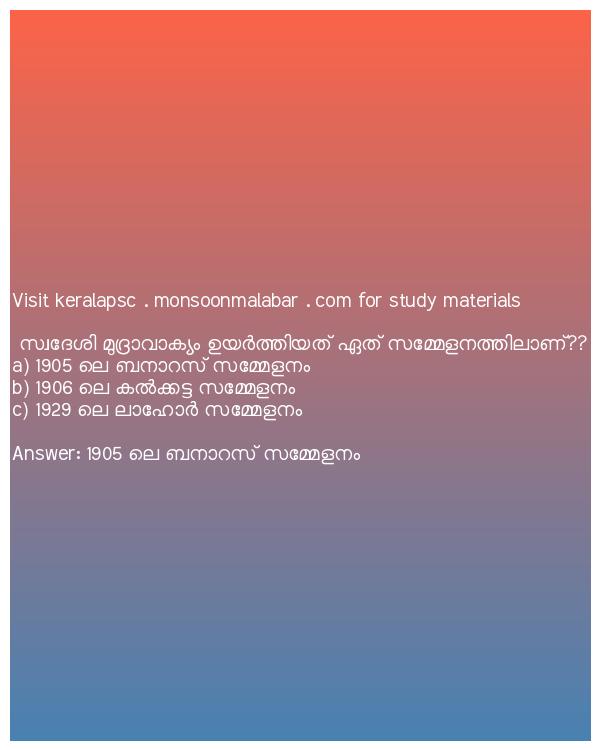 Visit keralapsc . monsoonmalabar . com for study materials
സ്വദേശി മുദ്രാവാക്യം ഉയർത്തിയത് ഏത് സമ്മേളനത്തിലാണ്??
a) 1905 ലെ ബനാറസ് സമ്മേളനം
b) 1906 ലെ കൽക്കട്ട സമ്മേളനം
c) 1929 ലെ ലാഹോർ സമ്മേളനം
Answer: 1905 ലെ ബനാറസ് സമ്മേളനം